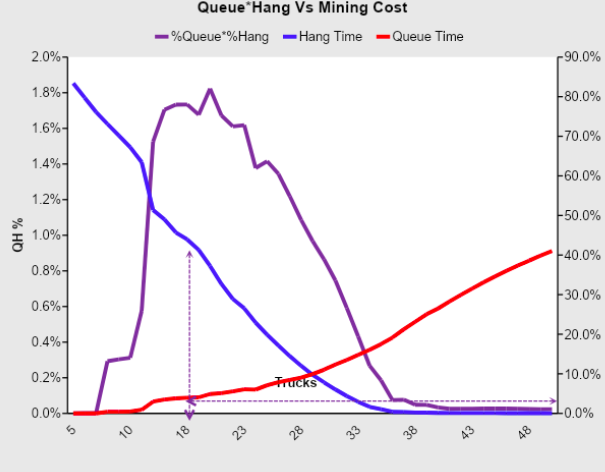 Queue*Hang Vs Mining Cost
%Queue*%Hang Hang Time Queue Time
2.0% 90.0%
1.8% 80.0%
1.6% 70.0%
1.4% 60.0%
1.2% 50.0%
1.0% 40.0%
0.8% 30.0%
0.6% 20.0%
0.4% 10.0%
0.2% 0.0%
0.0%
QH %
Trucks
5 10 18 23 28 33 38 43 48